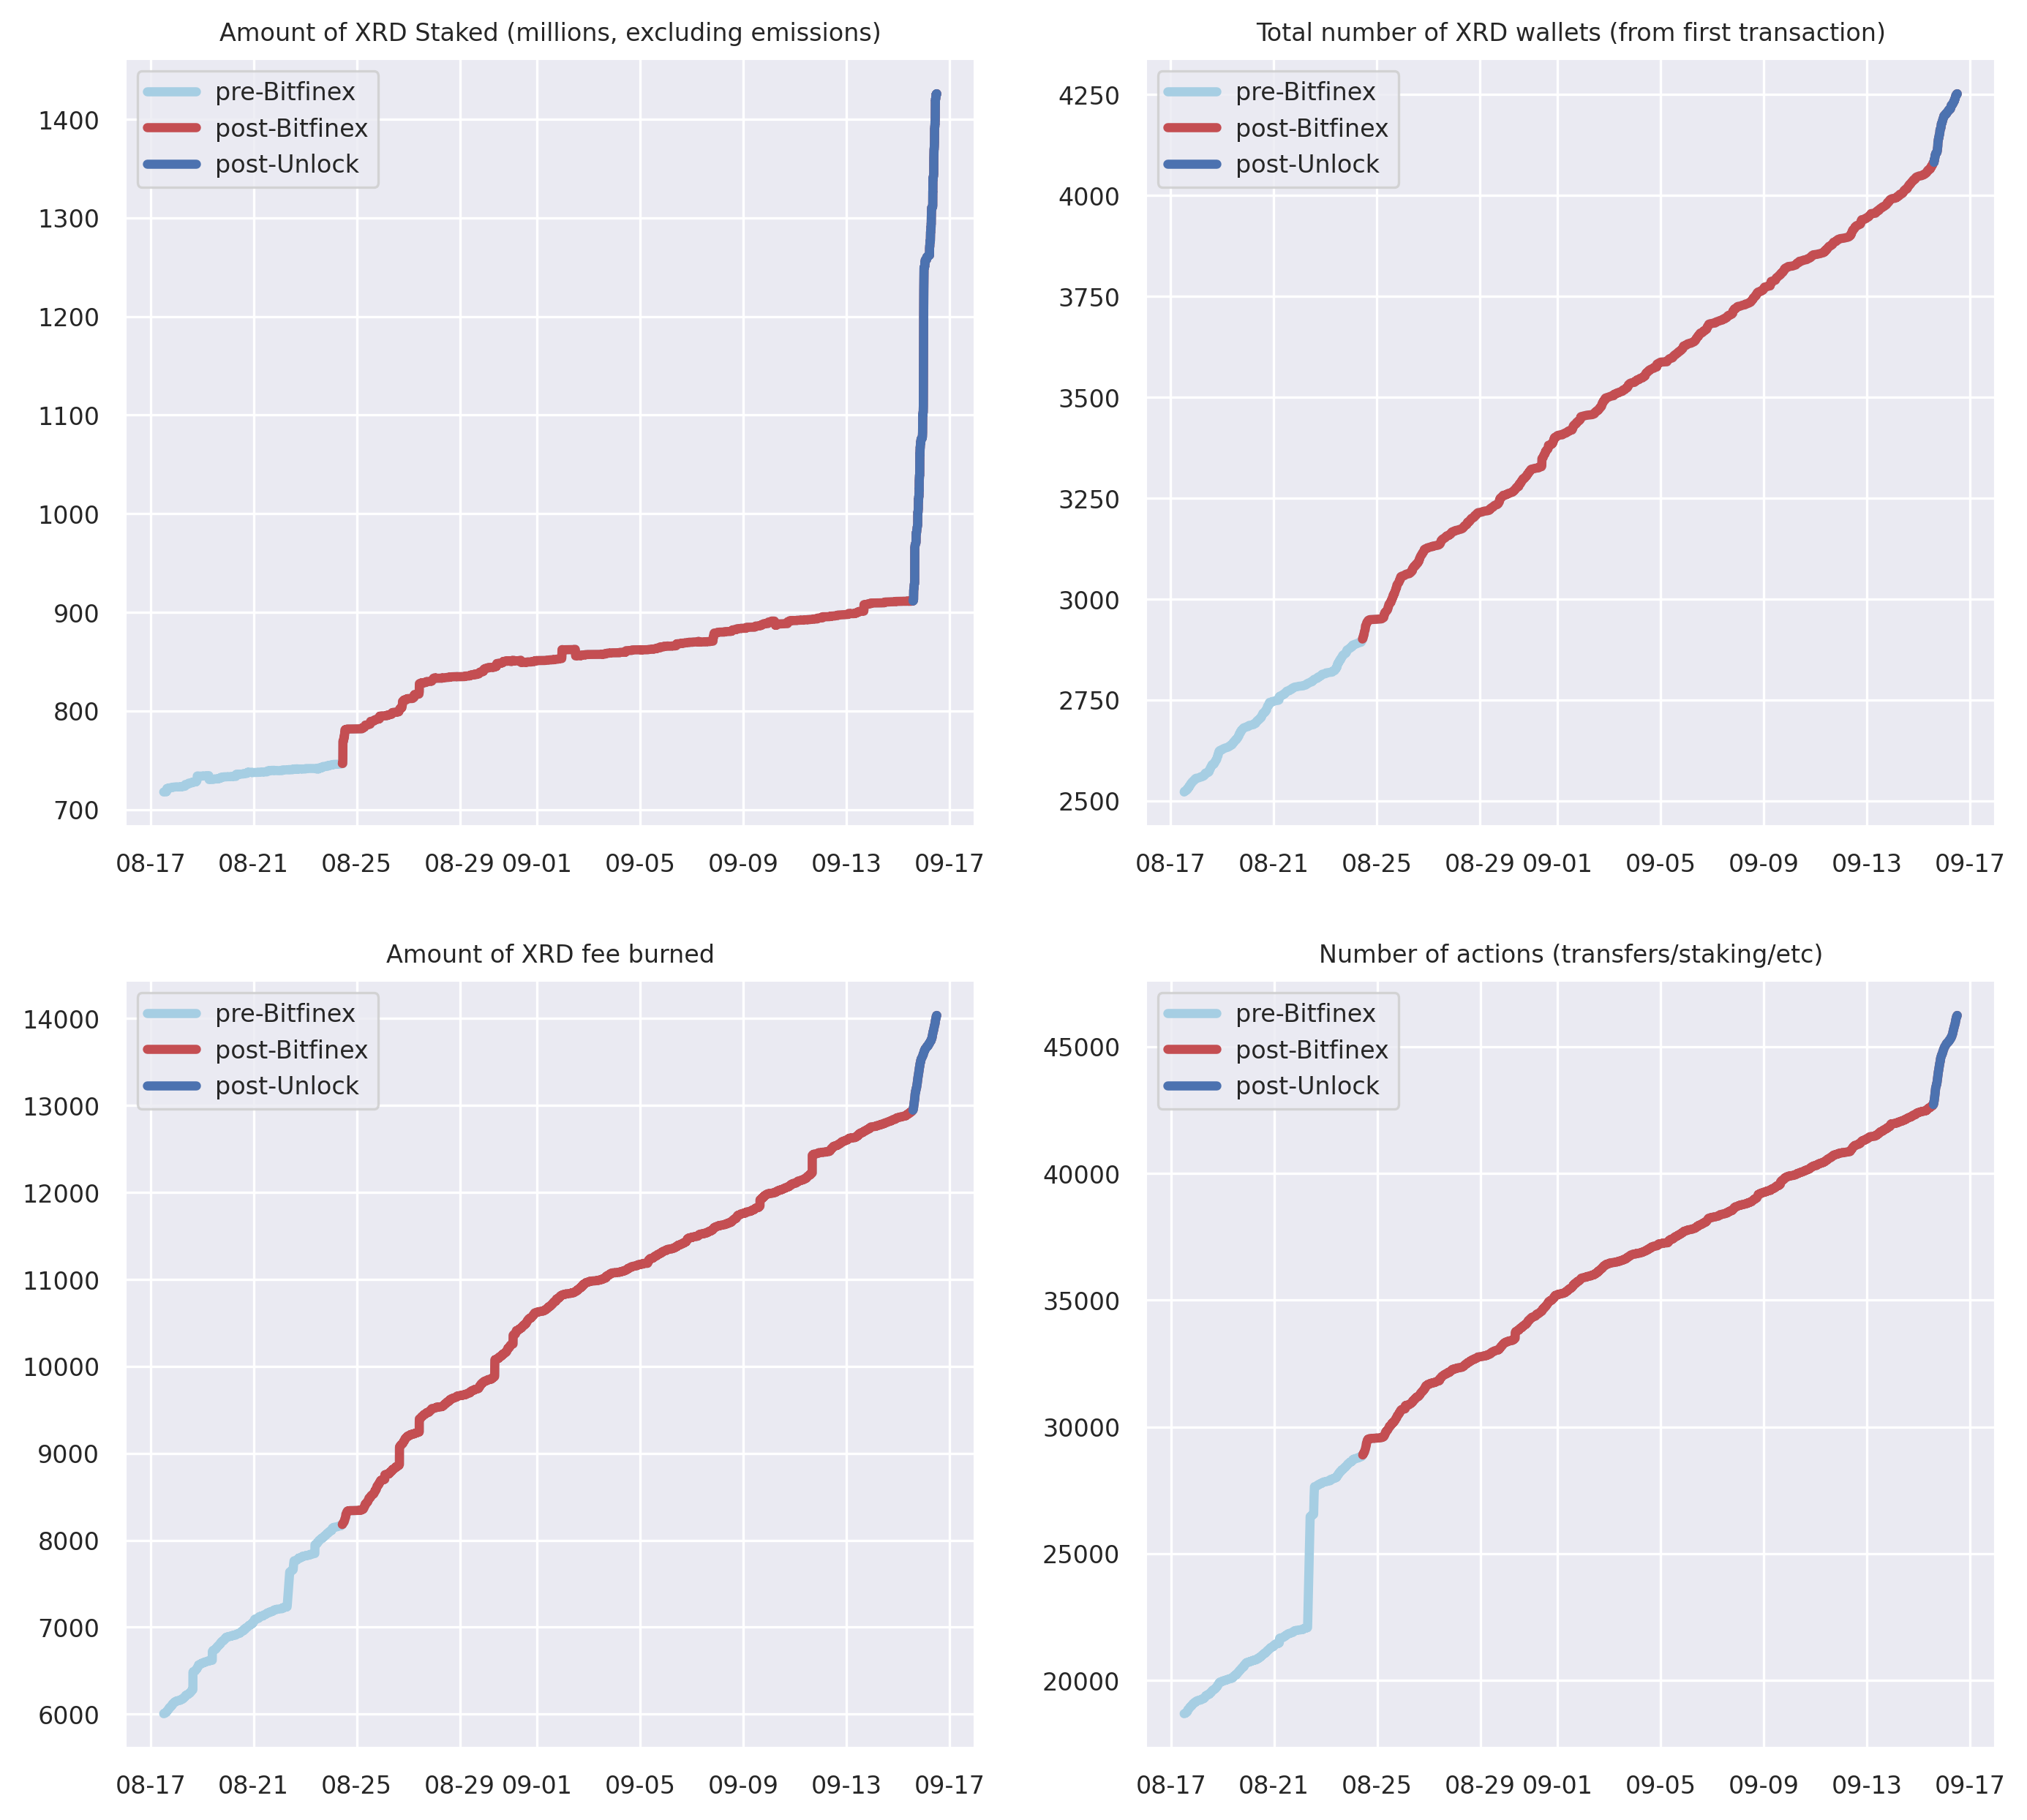 Amount of XRD Staked (millions, excluding emissions)
pre-Bitfinex
post-Bitfinex
post-Unlock
1400
1300
1200
1100
1000
900
800
700
08-17 08-21 08-25 08-29 09-01 09-05 09-09 09-13 09-17
Total number of XRD wallets (from first transaction)
pre-Bitfinex
post-Bitfinex
post-Unlock
4250
4000
3750
3500
3250
3000
2750
2500
08-17 08-21 08-25 08-29 09-01 09-05 09-09 09-13 09-17
Amount of XRD fee burned
pre-Bitfinex
post-Bitfinex
post-Unlock
14000
13000
12000
11000
10000
9000
8000
7000
6000
08-17 08-21 08-25 08-29 09-01 09-05 09-09 09-13 09-17
Number of actions (transfers/staking/etc)
pre-Bitfinex
post-Bitfinex
post-Unlock
45000
40000
35000
30000
25000
20000
08-17 08-21 08-25 08-29 09-01 09-05 09-09 09-13 09-17